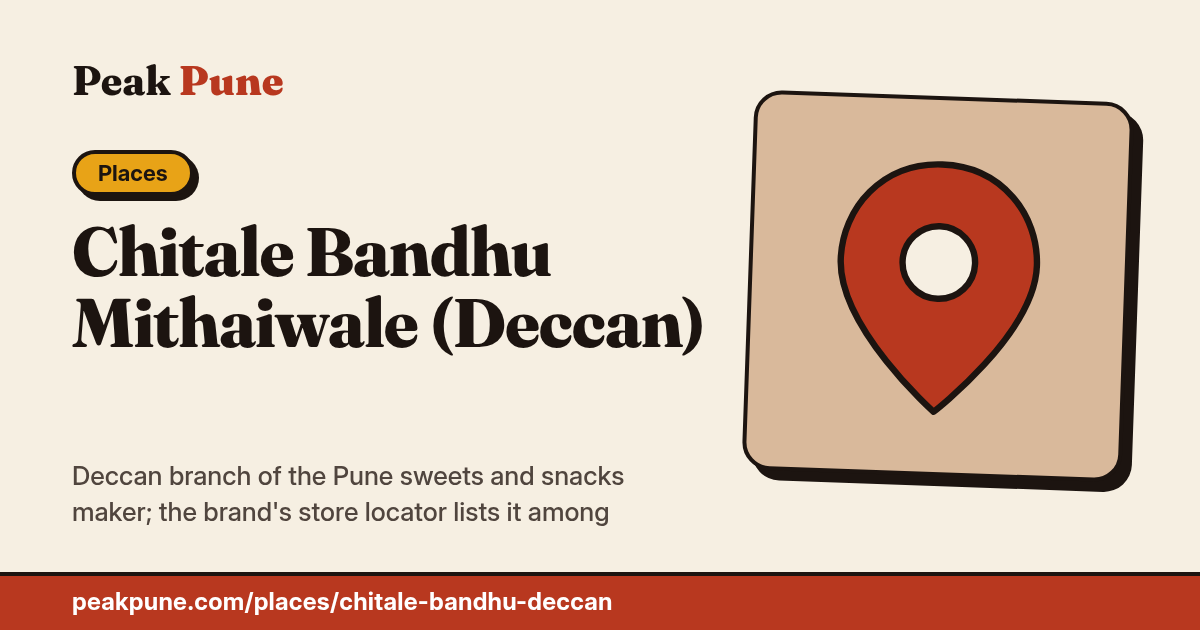 Peak Pune
Places
Chitale Bandhu
Mithaiwale (Deccan)
Deccan branch of the Pune sweets and snacks
maker; the brand's store locator lists it among
peakpune.com/places/chitale-bandhu-deccan